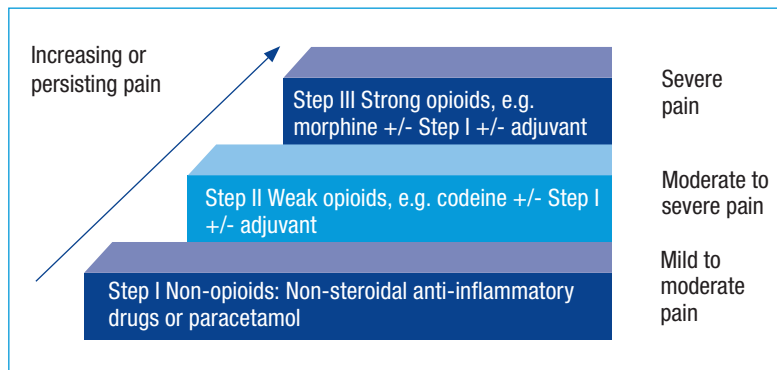 Increasing or
persisting pain
Step III Strong opioids, e.g.
morphine +/- Step I +/- adjuvant
Severe
pain
Step II Weak opioids, e.g. codeine +/- Step I
+/- adjuvant
Moderate to
severe pain
Step I Non-opioids: Non-steroidal anti-inflammatory
drugs or paracetamol
Mild to
moderate
pain